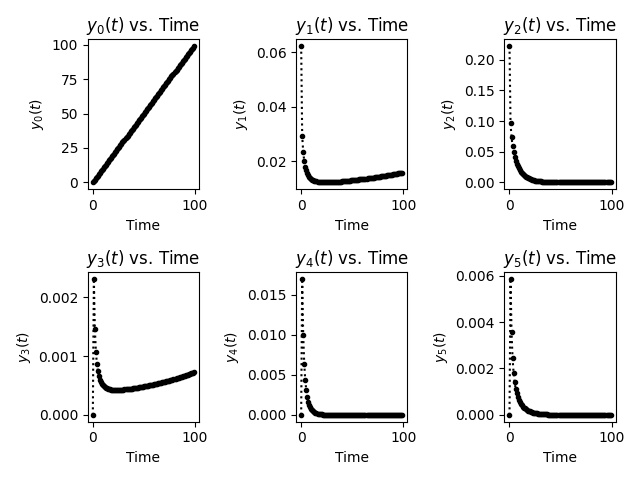 y₀(t) vs. Time
100
75
50
25
0
y₀(t)
0
100
Time
y₁(t) vs. Time
0.06
0.04
0.02
y₁(t)
0
100
Time
y₂(t) vs. Time
0.20
0.15
0.10
0.05
0.00
y₂(t)
0
100
Time
y₃(t) vs. Time
0.002
0.001
0.000
y₃(t)
0
100
Time
y₄(t) vs. Time
0.015
0.010
0.005
0.000
y₄(t)
0
100
Time
y₅(t) vs. Time
0.006
0.004
0.002
0.000
y₅(t)
0
100
Time